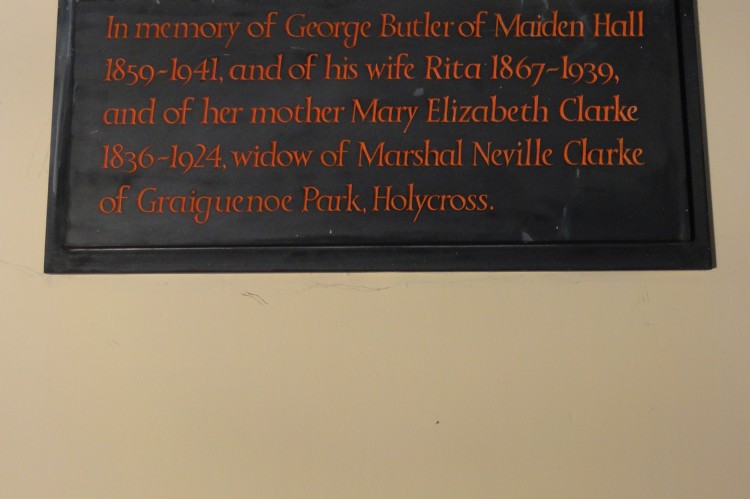 In memory of George Butler of Maiden Hall
1859-1941, and of his wife Rita 1867-1939,
and of her mother Mary Elizabeth Clarke
1836-1924, widow of Marshal Neville Clarke
of Graiguenoe Park, Holycross.